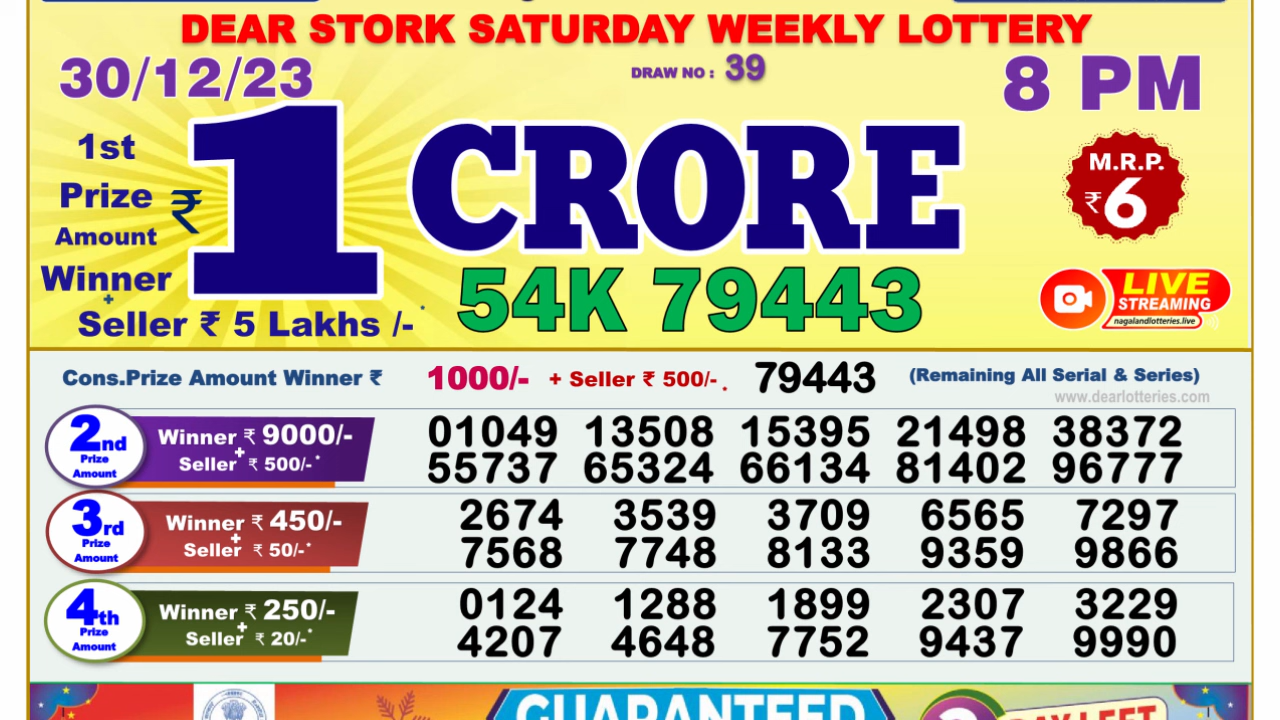 DEAR STORK SATURDAY WEEKLY LOTTERY
30/12/23
DRAW NO : 39
8 PM
1st
Prize
Amount
Winner
+
Seller ₹ 5 Lakhs /-*
₹ 1 CRORE
54K 79443
M.R.P.
₹ 6
LIVE
STREAMING
nagalandlotteries.live
Cons.Prize Amount Winner ₹ 1000/- + Seller ₹ 500/- . 79443 (Remaining All Serial & Series)
www.dearlotteries.com
2nd
Prize
Amount
Winner ₹ 9000/-
+
Seller ₹ 500/-*
01049 13508 15395 21498 38372
55737 65324 66134 81402 96777
3rd
Prize
Amount
Winner ₹ 450/-
+
Seller ₹ 50/-*
2674 3539 3709 6565 7297
7568 7748 8133 9359 9866
4th
Prize
Amount
Winner ₹ 250/-
+
Seller ₹ 20/-*
0124 1288 1899 2307 3229
4207 4648 7752 9437 9990
GUARANTEED
DAY LEFT